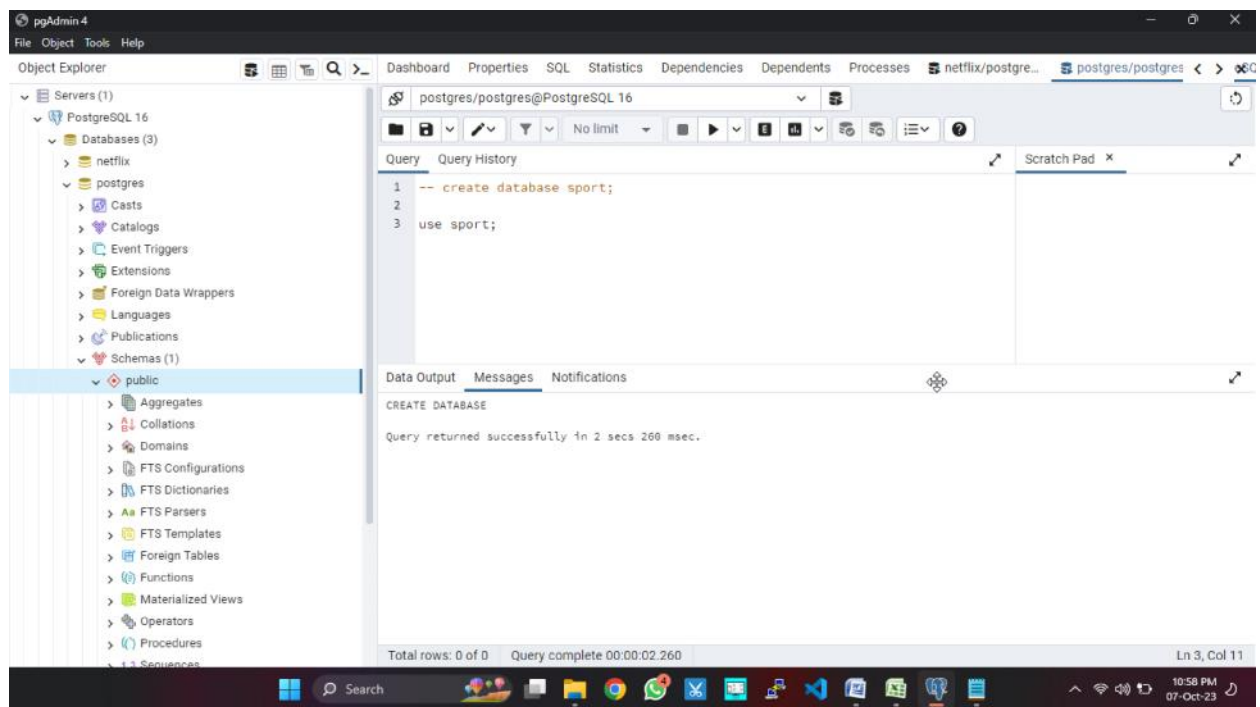 pgAdmin 4
File Object Tools Help
Object Explorer
Dashboard Properties SQL Statistics Dependencies Dependents Processes netflix/postgre... postgres/postgres
Servers (1)
PostgreSQL 16
Databases (3)
netflix
postgres
Casts
Catalogs
Event Triggers
Extensions
Foreign Data Wrappers
Languages
Publications
Schemas (1)
public
Aggregates
Collations
Domains
FTS Configurations
FTS Dictionaries
FTS Parsers
FTS Templates
Foreign Tables
Functions
Materialized Views
Operators
Procedures
Sequences
postgres/postgres@PostgreSQL 16
No limit
Query Query History
Scratch Pad
1 -- create database sport;
2
3 use sport;
Data Output Messages Notifications
CREATE DATABASE
Query returned successfully in 2 secs 260 msec.
Total rows: 0 of 0 Query complete 00:00:02.260 Ln 3, Col 11
Search
4
10:58 PM
07-Oct-23